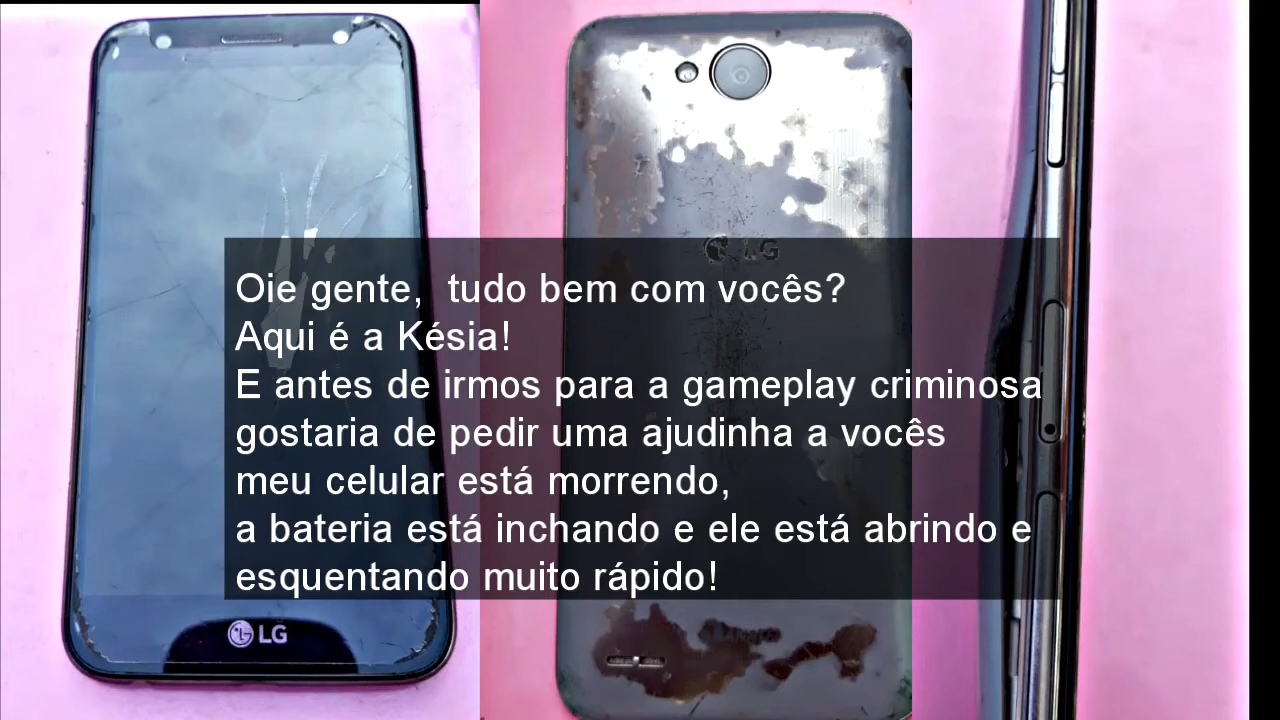 LG
Oie gente,  tudo bem com vocês?
Aqui é a Késia!
E antes de irmos para a gameplay criminosa
gostaria de pedir uma ajudinha a vocês
meu celular está morrendo,
a bateria está inchando e ele está abrindo e
esquentando muito rápido!
LG